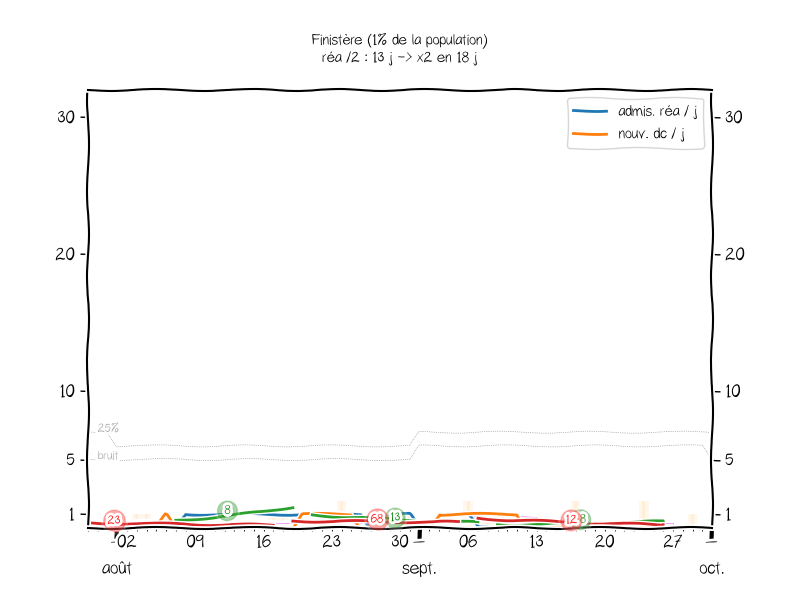 Finistère (1% de la population)
réa /2 : 13 j -> x2 en 18 j
admis. réa / j
nouv. dc / j
30 30
20 20
10 10
25%
bruit
5 5
1 1
23 8 68 13 12 8
02 09 16 23 30 06 13 20 27
août sept. oct.